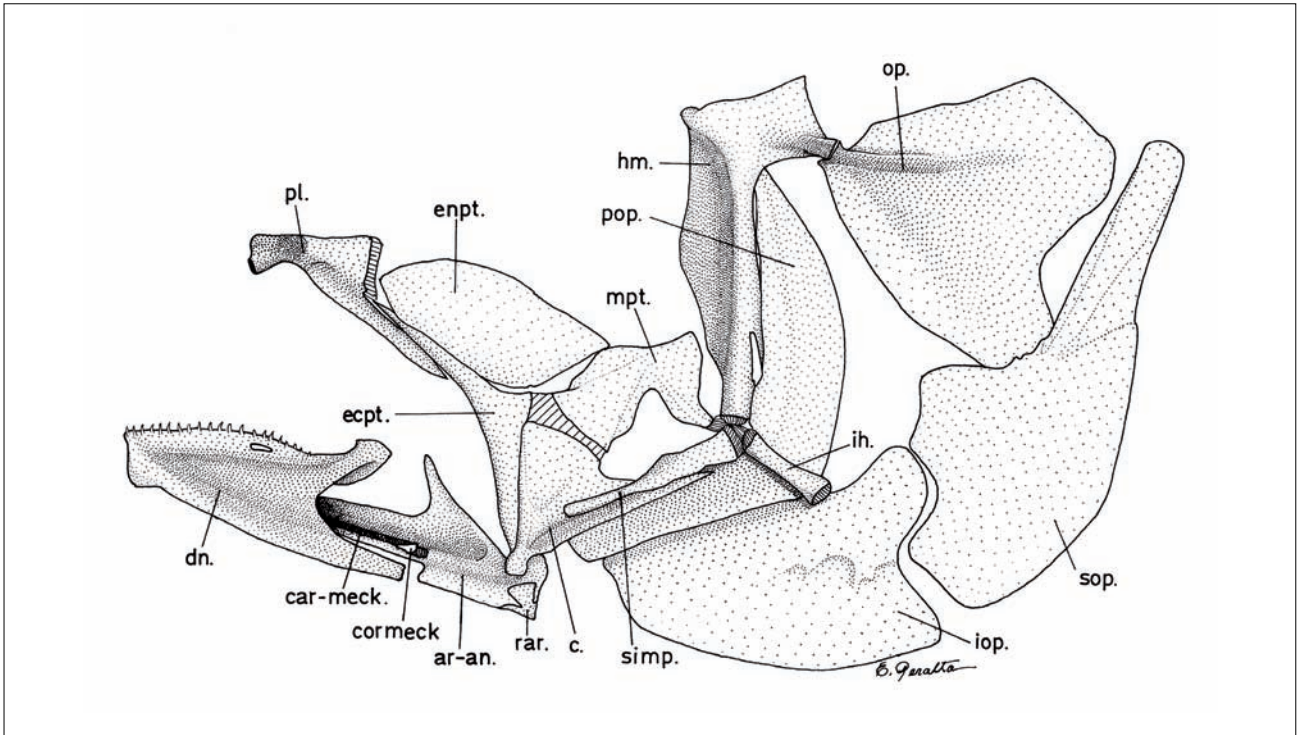 op.
hm.
pl.
enpt.
pop.
mpt.
ecpt.
ih.
dn.
sop.
car-meck.
cormeck
ar-an.
rar.
c.
simp.
iop.
E. Peralta